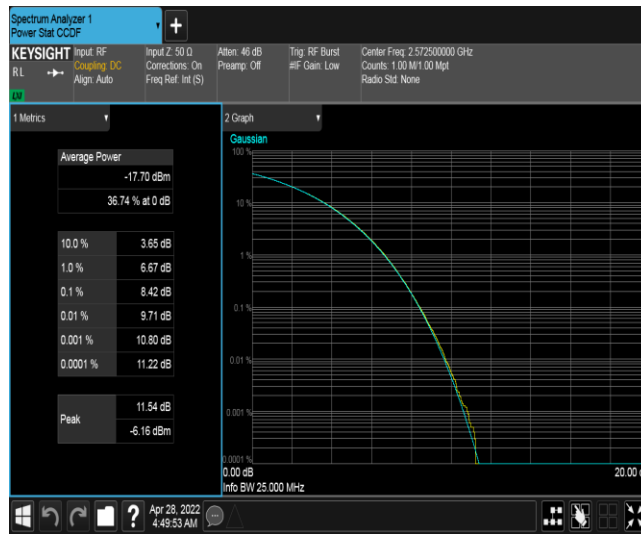 Spectrum Analyzer 1
Power Stat CCDF
+
KEYSIGHT
RL
LXI
Input: RF
Coupling: DC
Align: Auto
Input Z: 50 Ω
Corrections: On
Freq Ref: Int (S)
Atten: 46 dB
Preamp: Off
Trig: RF Burst
#IF Gain: Low
Center Freq: 2.572500000 GHz
Counts: 1.00 M/1.00 Mpt
Radio Std: None
1 Metrics
Average Power
-17.70 dBm
36.74 % at 0 dB
10.0 % 3.65 dB
1.0 % 6.67 dB
0.1 % 8.42 dB
0.01 % 9.71 dB
0.001 % 10.80 dB
0.0001 % 11.22 dB
Peak
11.54 dB
-6.16 dBm
2 Graph
Gaussian
100 %
10 %
1 %
0.1 %
0.01 %
0.001 %
0.0001 %
0.00 dB 20.00
Info BW 25.000 MHz
?
Apr 28, 2022
4:49:53 AM